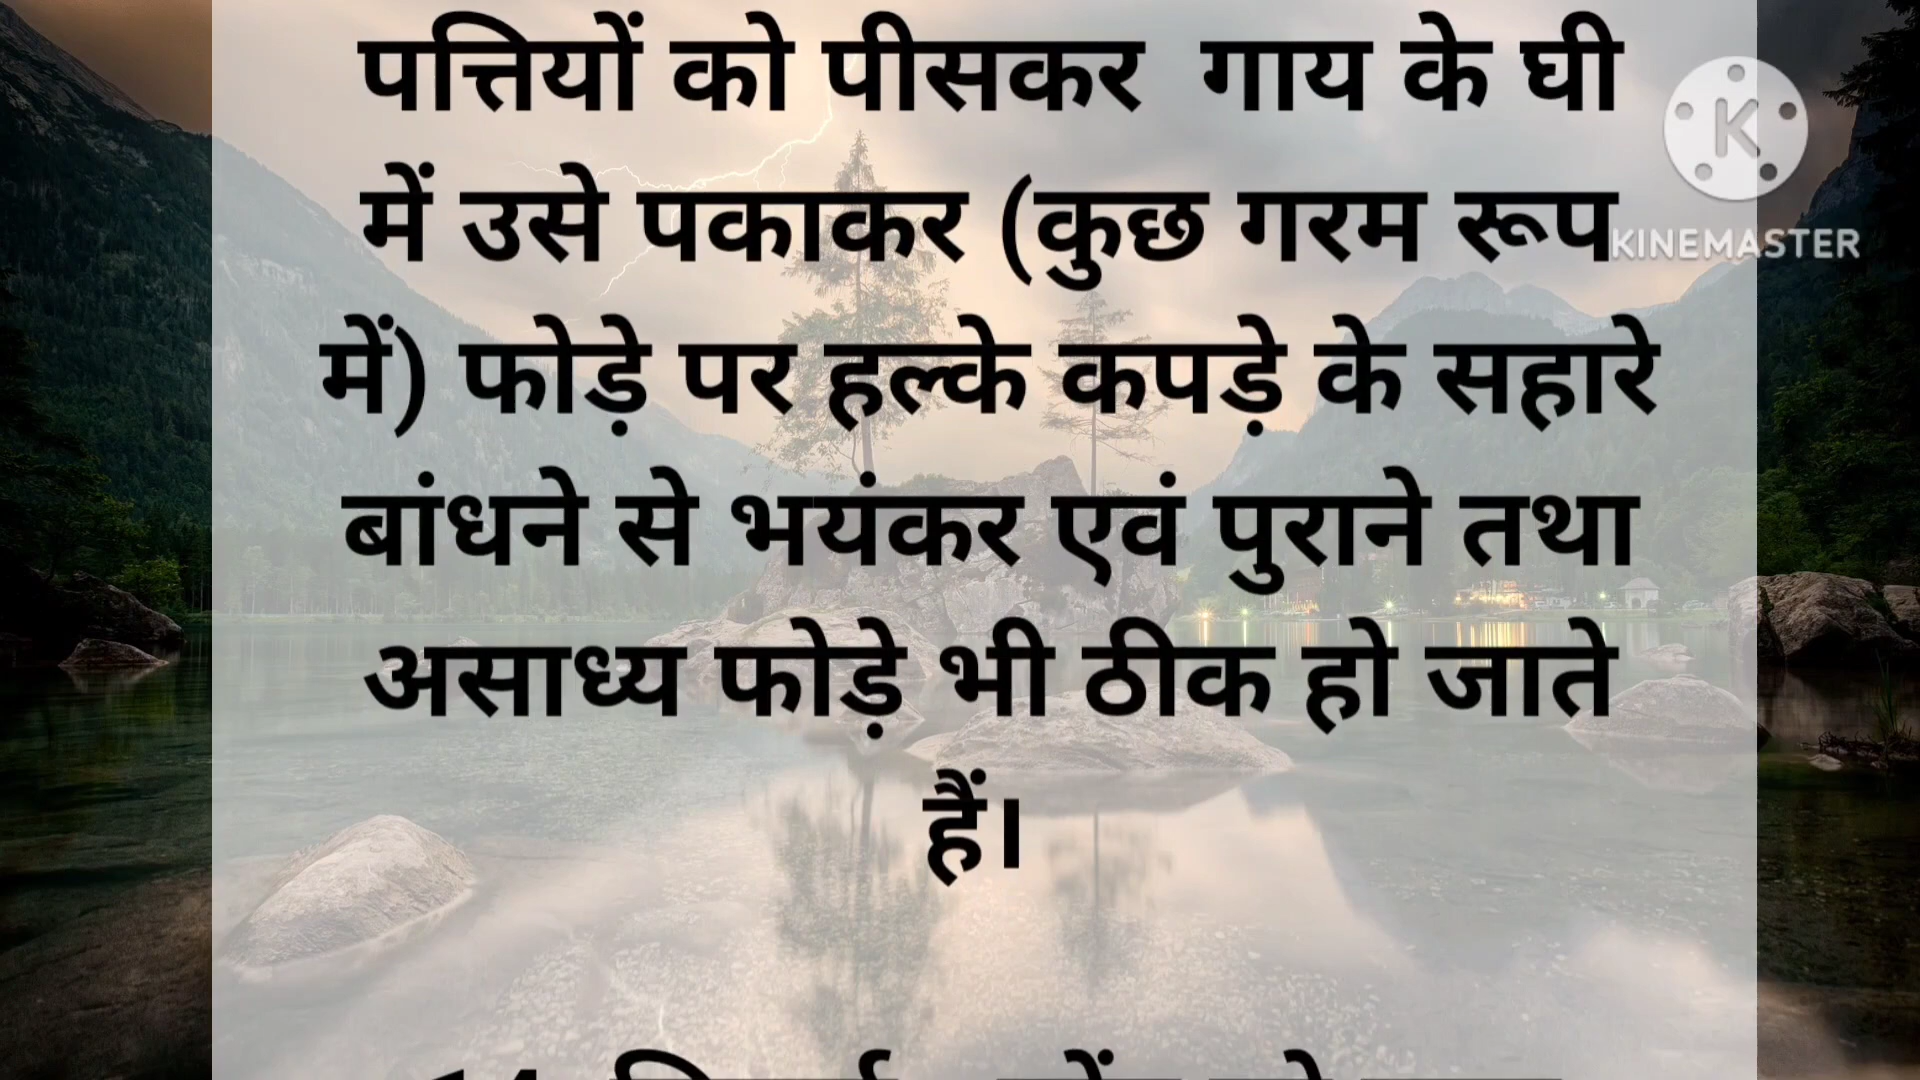 पत्तियों को पीसकर गाय के घी
में उसे पकाकर (कुछ गरम रूप
KINEMASTER
में) फोड़े पर हल्के कपड़े के सहारे
बांधने से भयंकर एवं पुराने तथा
असाध्य फोड़े भी ठीक हो जाते
हैं।